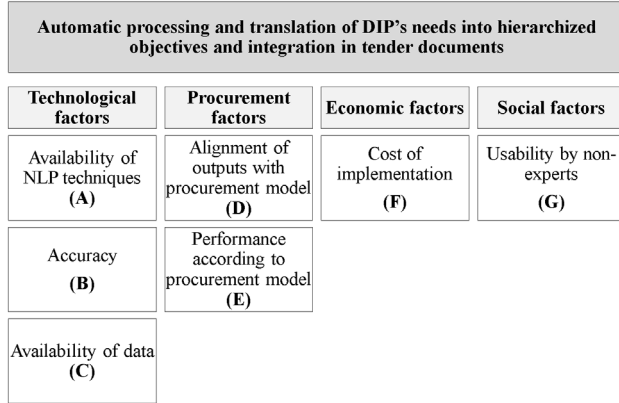 Automatic processing and translation of DIP's needs into hierarchized
objectives and integration in tender documents
Technological
factors
Procurement
factors
Economic factors
Social factors
Availability of
NLP techniques
(A)
Alignment of
outputs with
procurement model
(D)
Cost of
implementation
(F)
Usability by non-
experts
(G)
Accuracy
(B)
Performance
according to
procurement model
(E)
Availability of data
(C)